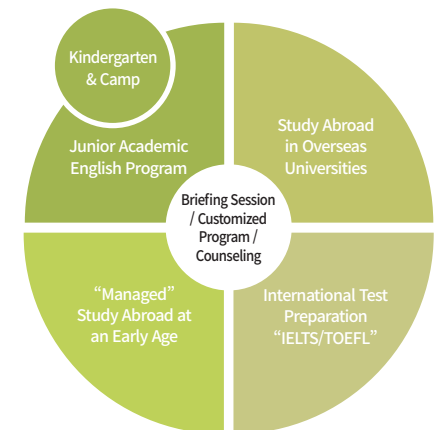 Kindergarten
& Camp
Junior Academic
English Program
Study Abroad
in Overseas
Universities
Briefing Session
/ Customized
Program /
Counseling
“Managed”
Study Abroad at
an Early Age
International Test
Preparation
“IELTS/TOEFL”